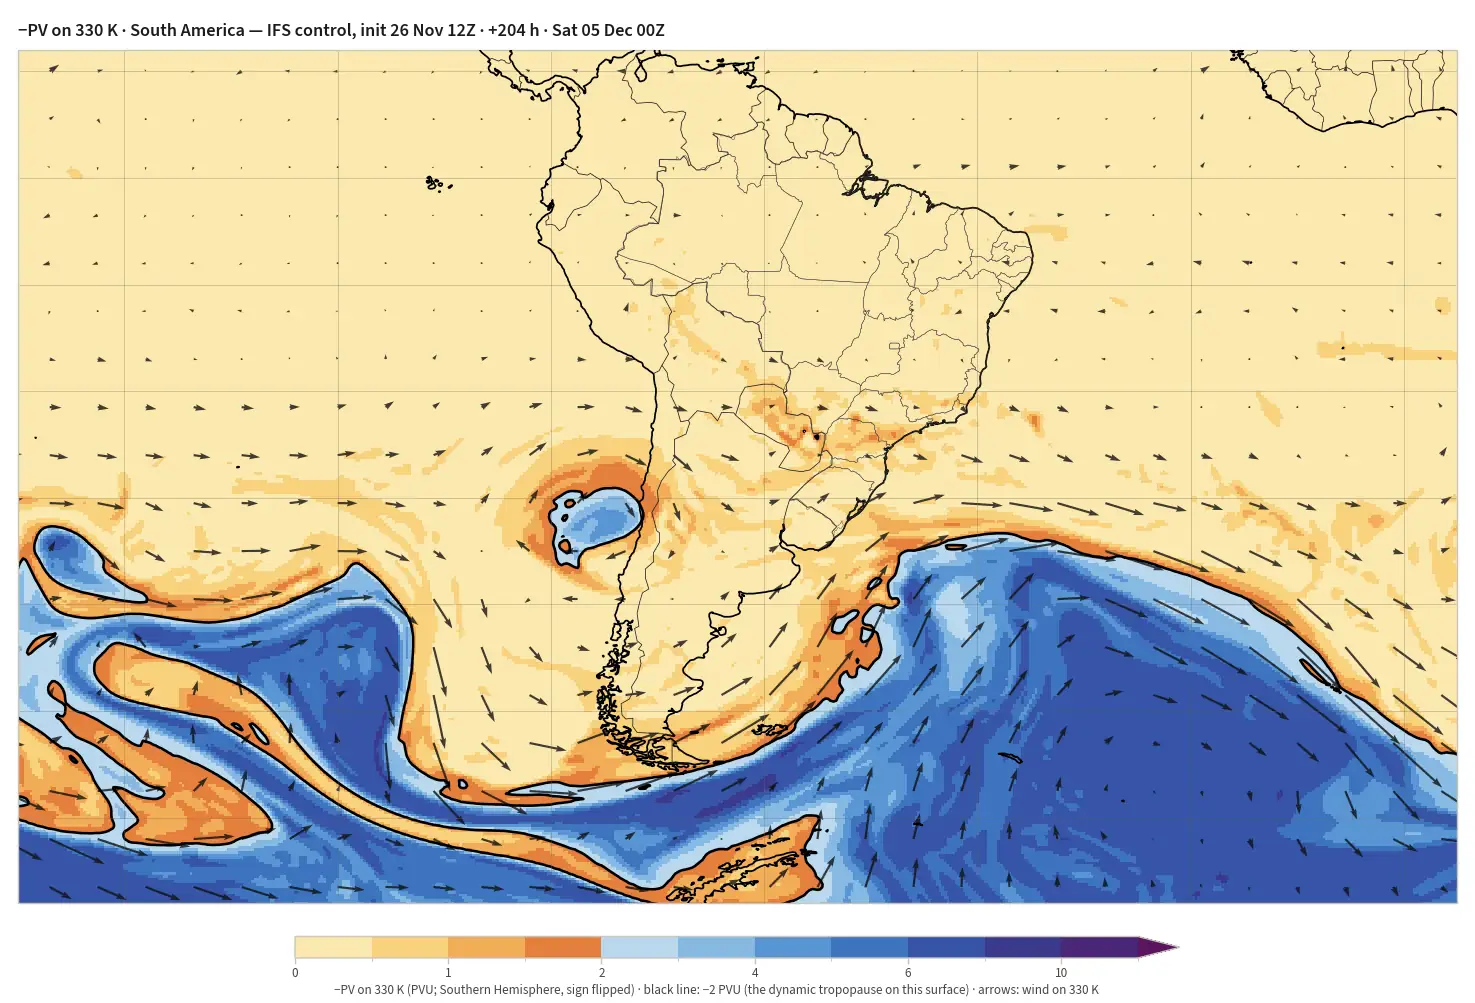 −PV on 330 K · South America — IFS control, init 26 Nov 12Z · +204 h · Sat 05 Dec 00Z
0 1 2 4 6 10
−PV on 330 K (PVU; Southern Hemisphere, sign flipped) · black line: −2 PVU (the dynamic tropopause on this surface) · arrows: wind on 330 K